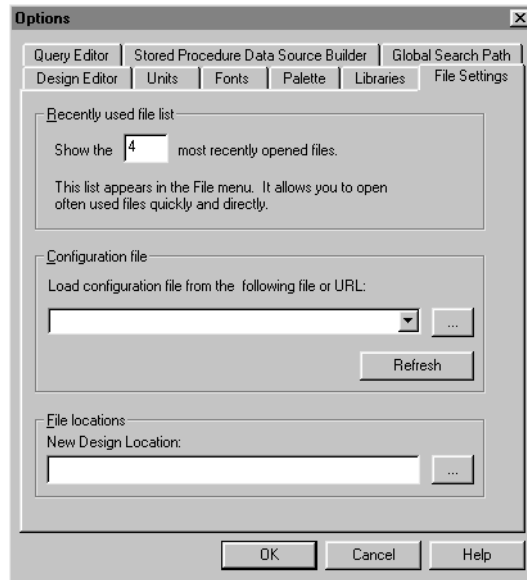 Options
Query Editor Stored Procedure Data Source Builder Global Search Path
Design Editor Units Fonts Palette Libraries File Settings
Recently used file list
Show the 4 most recently opened files.
This list appears in the File menu. It allows you to open
often used files quickly and directly.
Configuration file
Load configuration file from the following file or URL:
...
Refresh
File locations
New Design Location:
...
OK Cancel Help